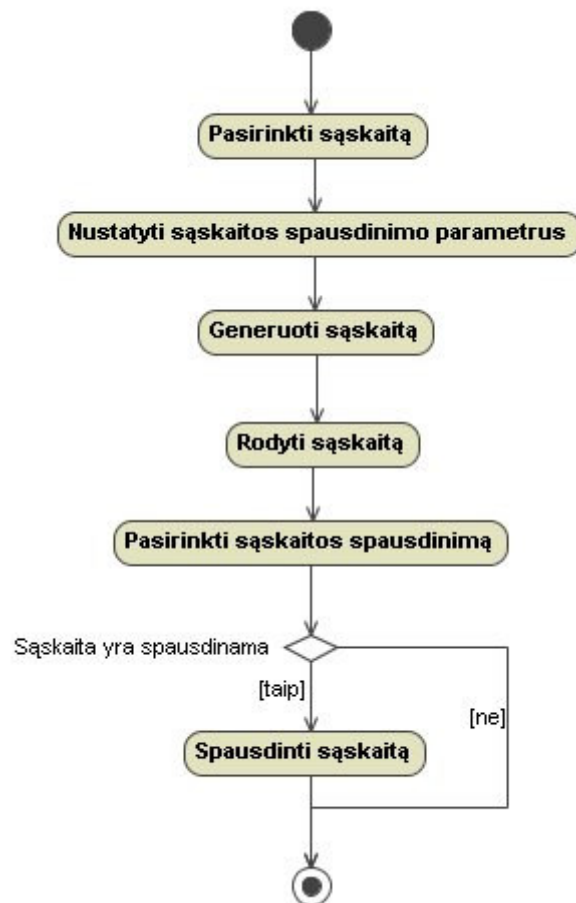 Pasirinkti sąskaitą
Nustatyti sąskaitos spausdinimo parametrus
Generuoti sąskaitą
Rodyti sąskaitą
Pasirinkti sąskaitos spausdinimą
Sąskaita yra spausdinama
[taip]
[ne]
Spausdinti sąskaitą